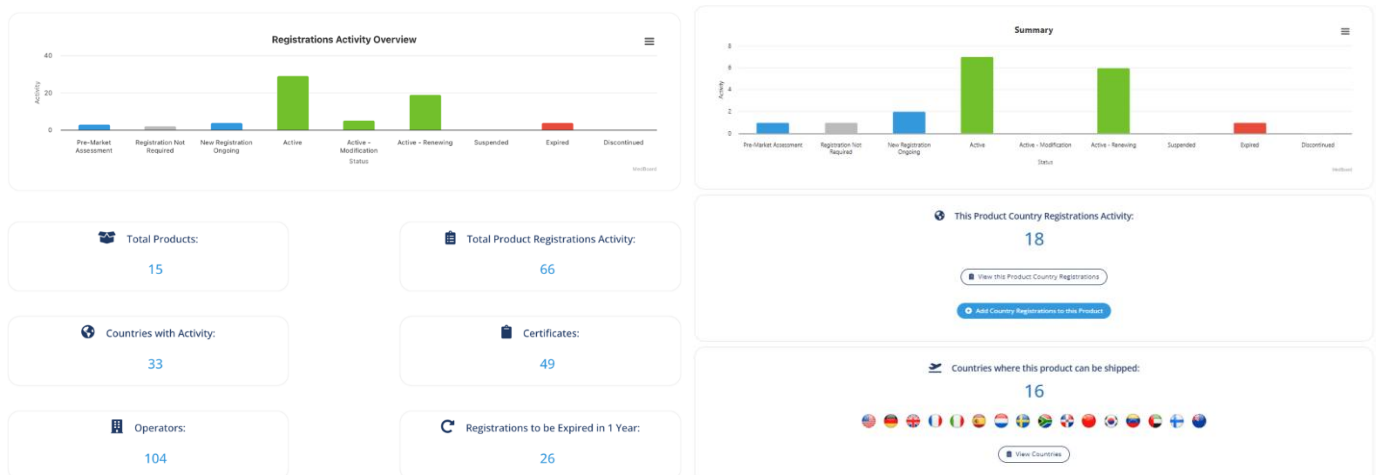 Registrations Activity Overview
40
20
0
Activity
Pre-Market Assessment
Registration Not Required
New Registration Ongoing
Active
Active - Modification
Active - Renewing
Suspended
Expired
Discontinued
Status
MedBoard
Total Products:
15
Total Product Registrations Activity:
66
Countries with Activity:
33
Certificates:
49
Operators:
104
Registrations to be Expired in 1 Year:
26
Summary
8
6
4
2
0
Activity
Pre-Market Assessment
Registration Not Required
New Registration Ongoing
Active
Active - Modification
Active - Renewing
Suspended
Expired
Discontinued
Status
MedBoard
This Product Country Registrations Activity:
18
View this Product Country Registrations
Add Country Registrations to this Product
Countries where this product can be shipped:
16
View Countries